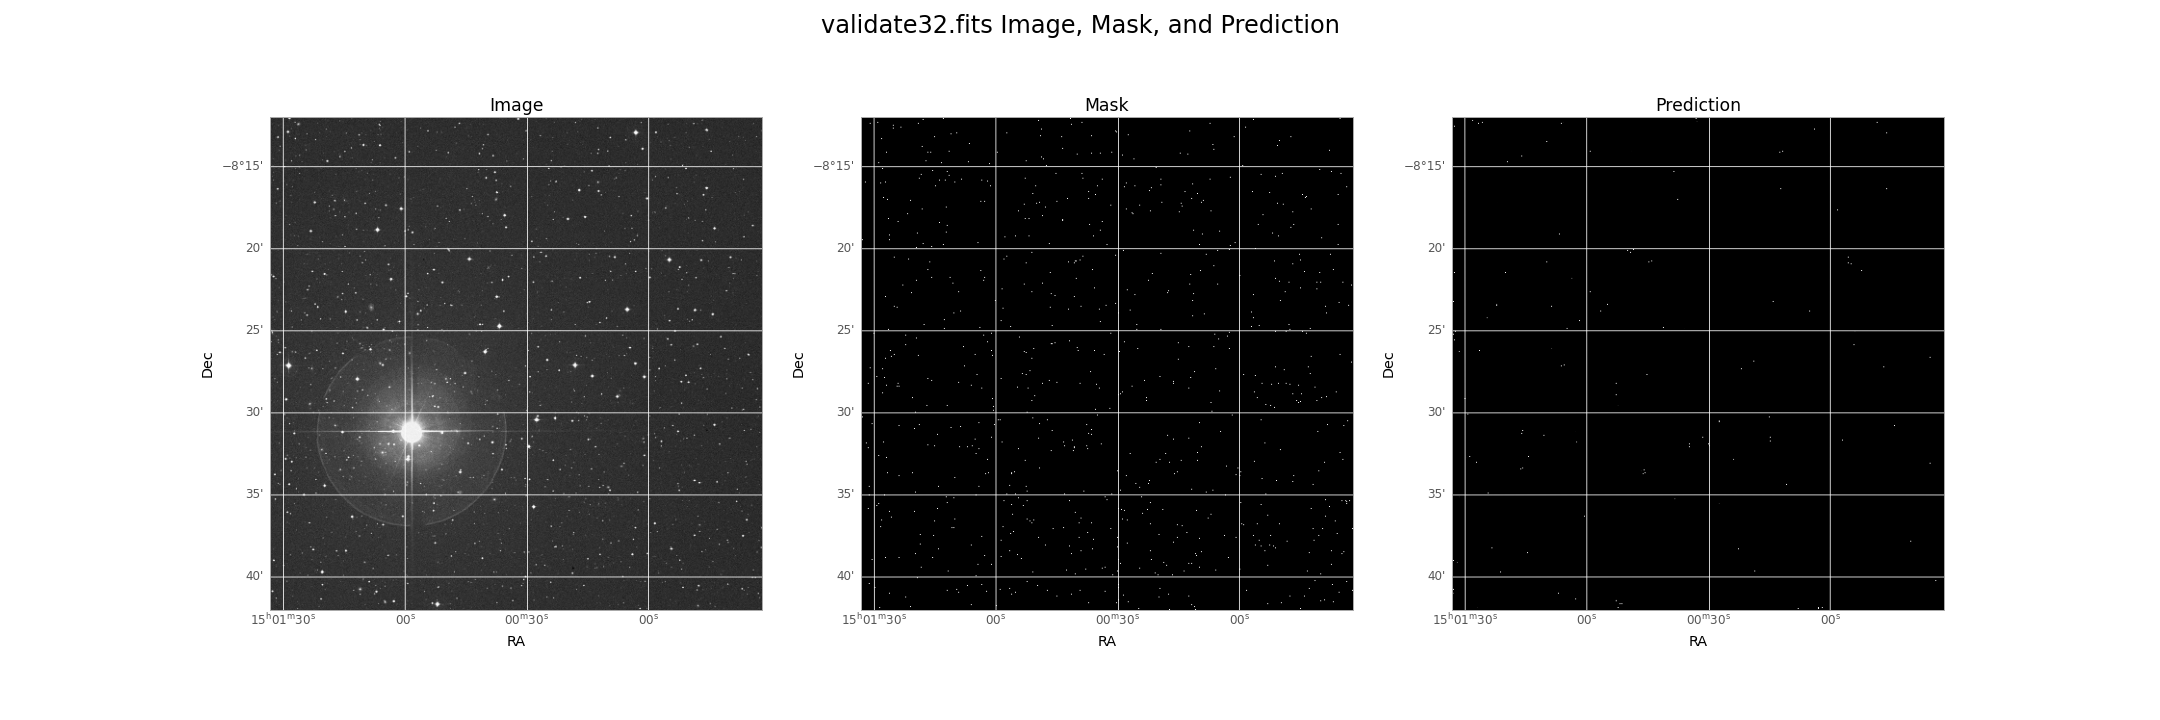 validate32.fits Image, Mask, and Prediction
Image
−8°15'
20'
25'
30'
35'
40'
Dec
15ʰ01ᵐ30ˢ 00ˢ 00ᵐ30ˢ 00ˢ
RA
Mask
−8°15'
20'
25'
30'
35'
40'
Dec
15ʰ01ᵐ30ˢ 00ˢ 00ᵐ30ˢ 00ˢ
RA
Prediction
−8°15'
20'
25'
30'
35'
40'
Dec
15ʰ01ᵐ30ˢ 00ˢ 00ᵐ30ˢ 00ˢ
RA